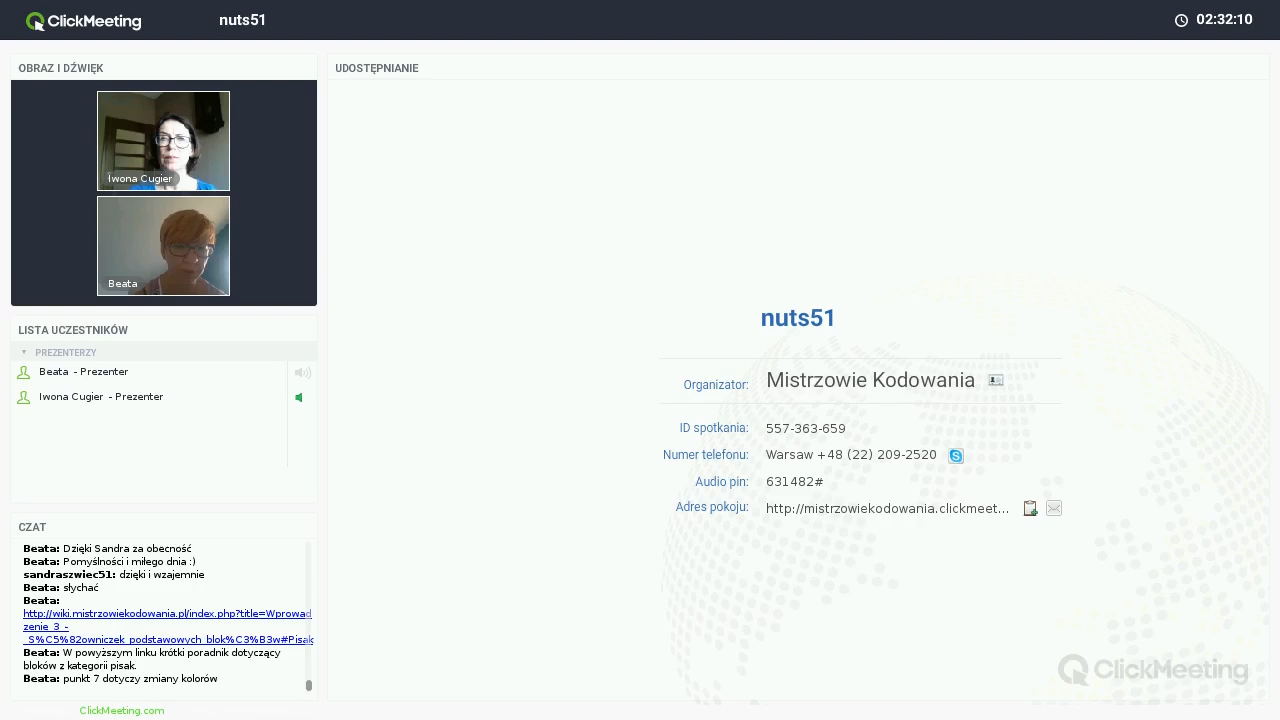 ClickMeeting
nuts51
02:32:10
OBRAZ I DŹWIĘK
Iwona Cugier
Beata
LISTA UCZESTNIKÓW
PREZENTERZY
Beata - Prezenter
Iwona Cugier - Prezenter
CZAT
Beata: Dzięki Sandra za obecność
Beata: Pomyślności i miłego dnia :)
sandraszwiec51: dzięki i wzajemnie
Beata: słychać
Beata:
http://wiki.mistrzowiekodowania.pl/index.php?title=Wprowad
zenie_3_-
_S%C5%82owniczek_podstawowych_blok%C3%B3w#Pisak
Beata: W powyższym linku krótki poradnik dotyczący
bloków z kategorii pisak.
Beata: punkt 7 dotyczy zmiany kolorów
ClickMeeting.com
UDOSTĘPNIANIE
nuts51
Organizator: Mistrzowie Kodowania
ID spotkania: 557-363-659
Numer telefonu: Warsaw +48 (22) 209-2520
Audio pin: 631482#
Adres pokoju: http://mistrzowiekodowania.clickmeet...
ClickMeeting